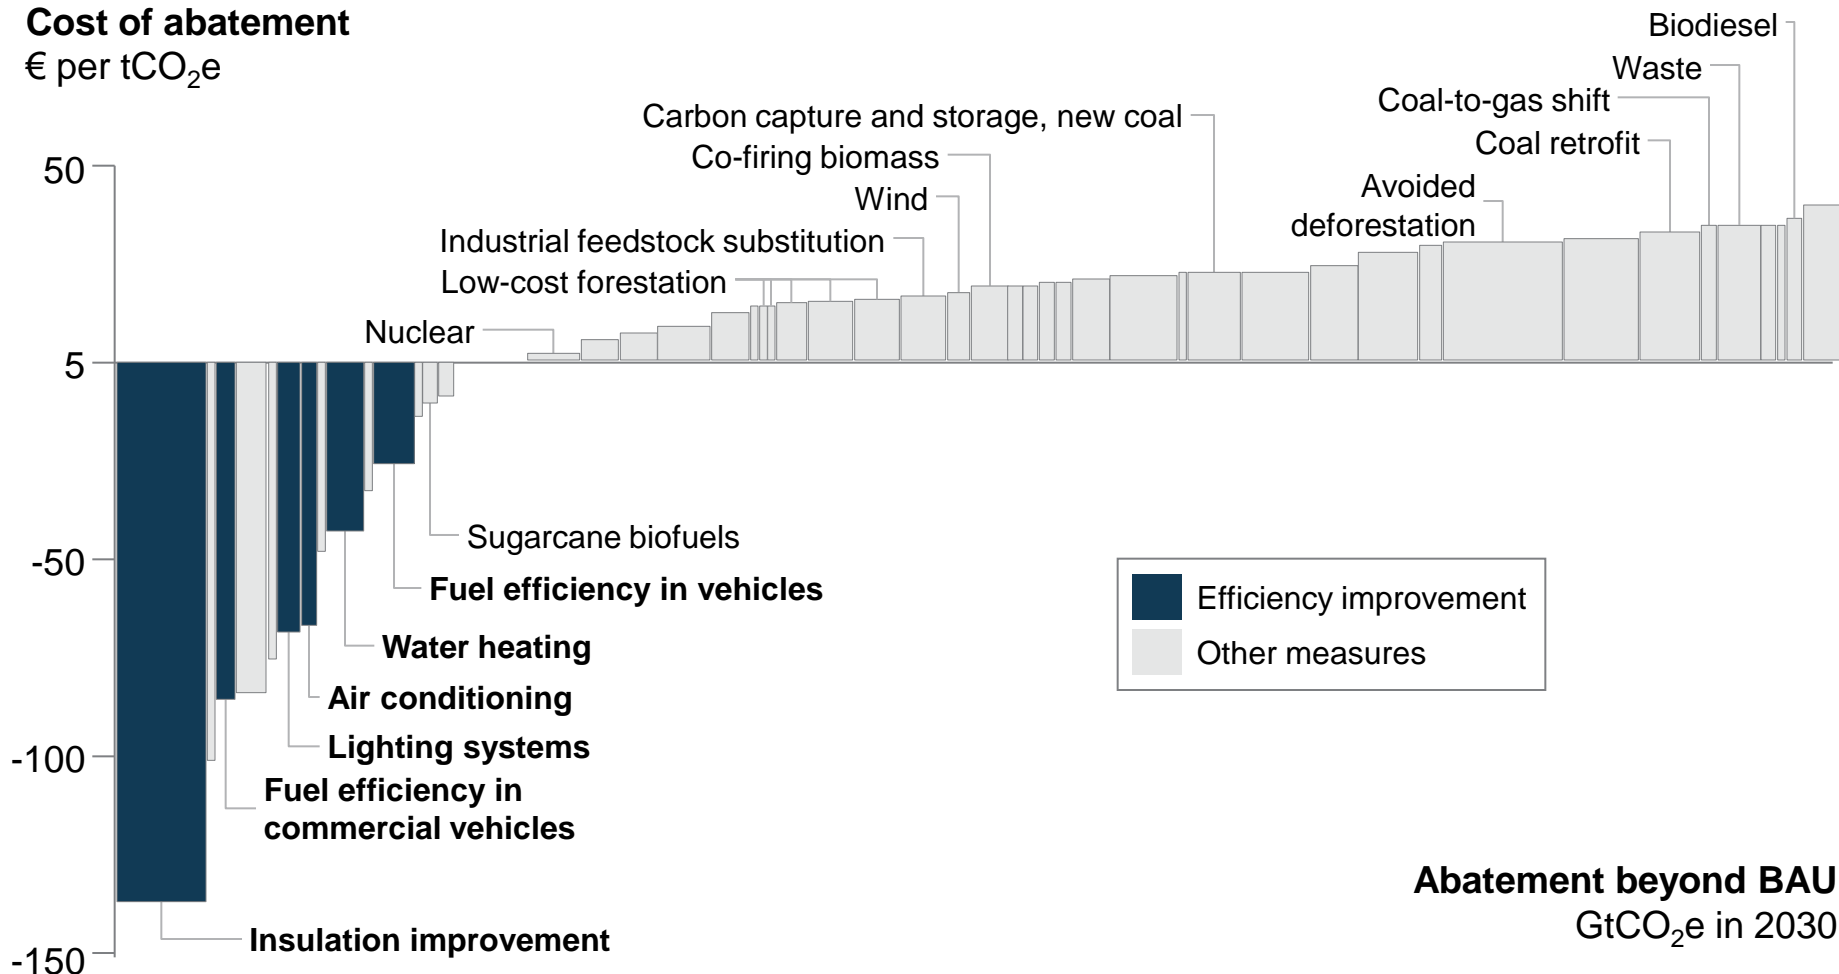 Cost of abatement
€ per tCO₂e
Biodiesel
Waste
Coal-to-gas shift
Carbon capture and storage, new coal
Coal retrofit
Co-firing biomass
50
Avoided
deforestation
Wind
Industrial feedstock substitution
Low-cost forestation
Nuclear
5
Sugarcane biofuels
-50
Fuel efficiency in vehicles
Efficiency improvement
Water heating
Other measures
Air conditioning
Lighting systems
-100
Fuel efficiency in
commercial vehicles
Abatement beyond BAU
GtCO₂e in 2030
Insulation improvement
-150